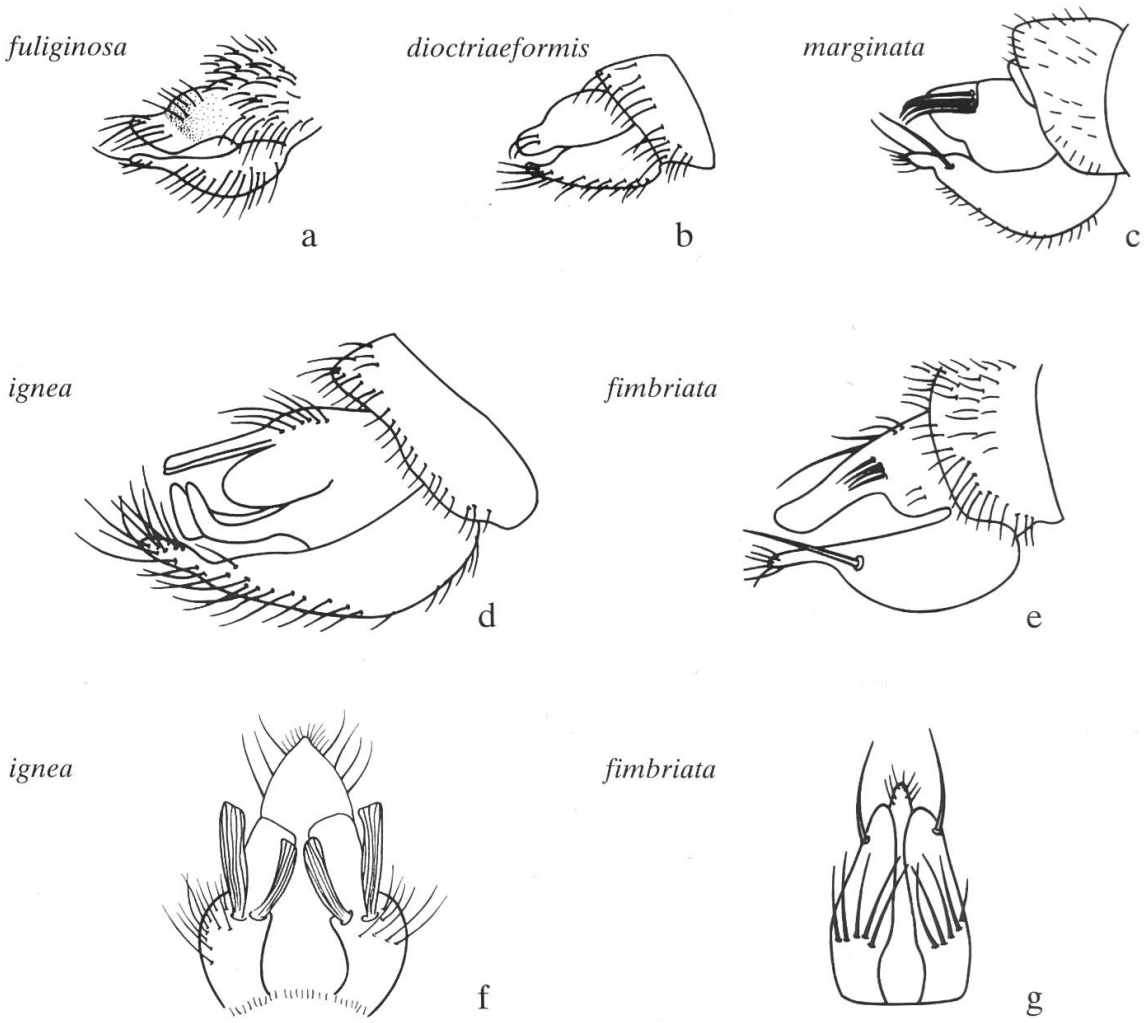 fuliginosa
dioctriaeformis
marginata
a
b
c
ignea
fimbriata
d
e
ignea
fimbriata
f
g